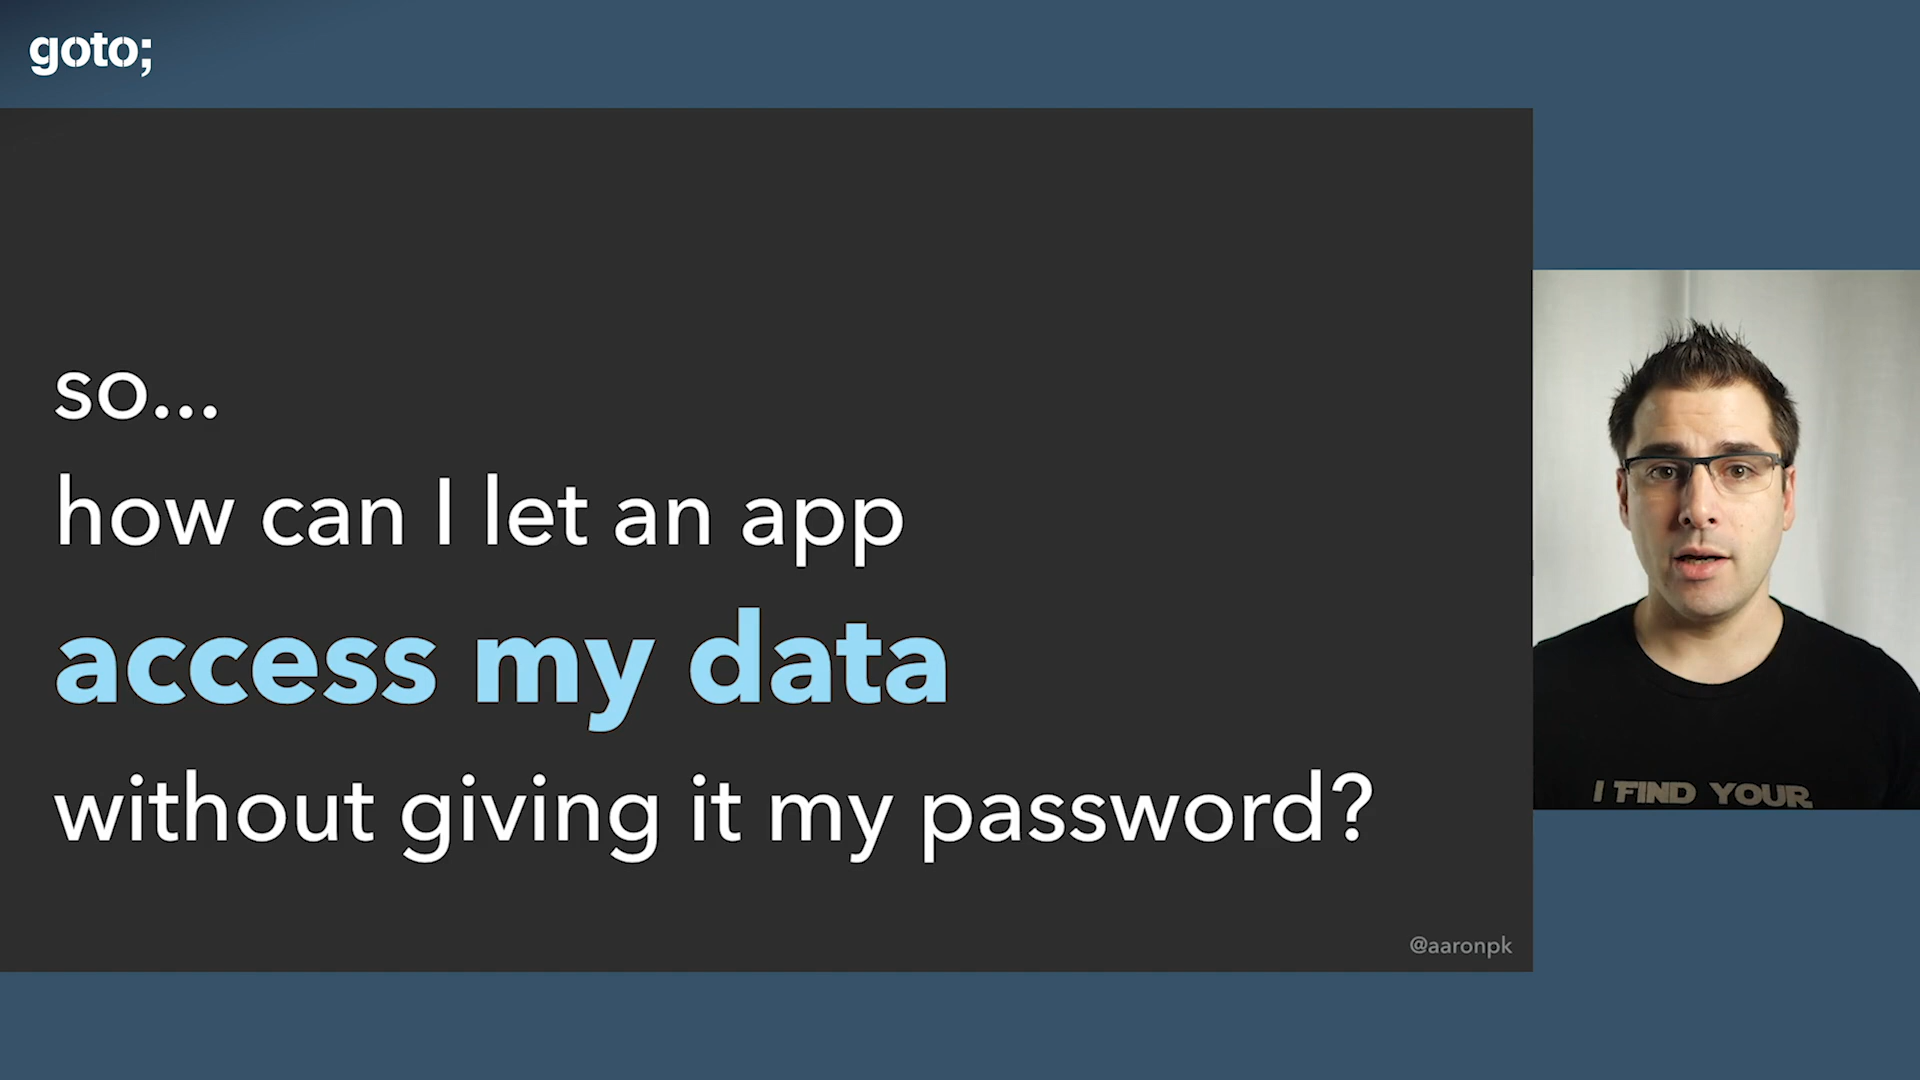 goto;
so...
how can I let an app
access my data
without giving it my password?
@aaronpk
I FIND YOUR